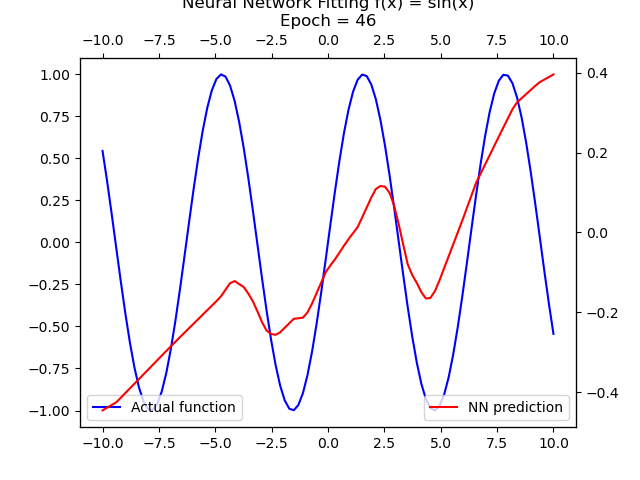 Neural Network Fitting f(x) = sin(x)
Epoch = 46
−10.0 −7.5 −5.0 −2.5 0.0 2.5 5.0 7.5 10.0
1.00
0.75
0.50
0.25
0.00
−0.25
−0.50
−0.75
−1.00
0.4
0.2
0.0
−0.2
−0.4
Actual function
NN prediction
−10.0 −7.5 −5.0 −2.5 0.0 2.5 5.0 7.5 10.0